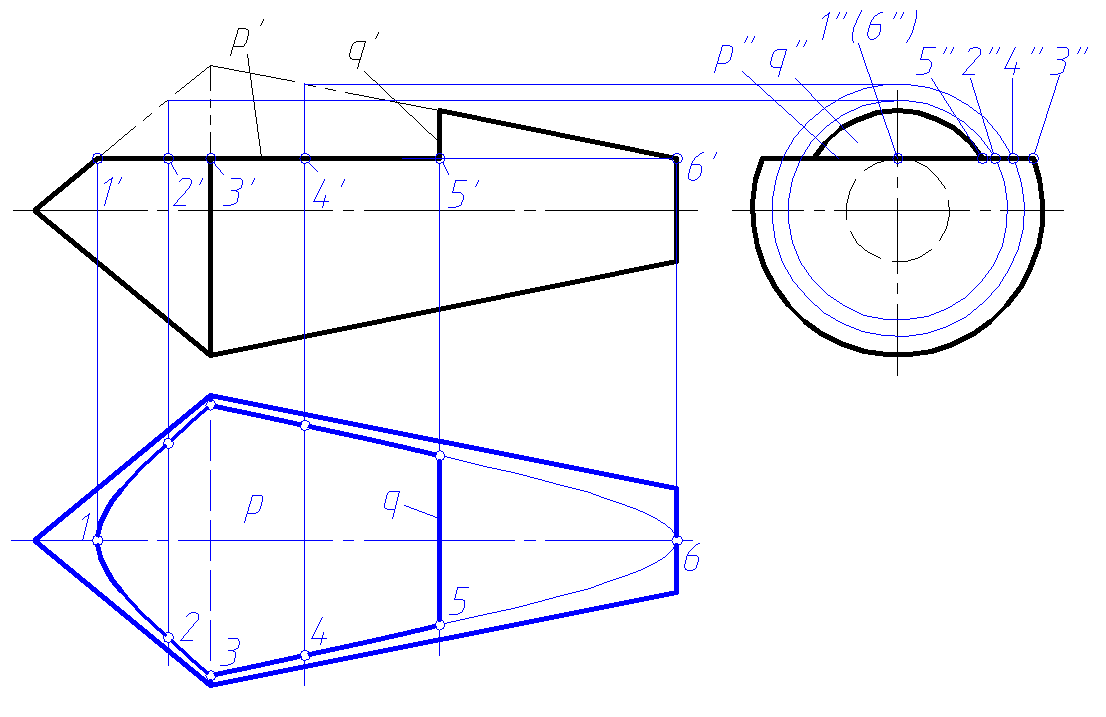 p' q' p" q" 1"(6")
5" 2" 4" 3"
1' 2' 3' 4' 5' 6'
1 p q
2 3 4 5 6